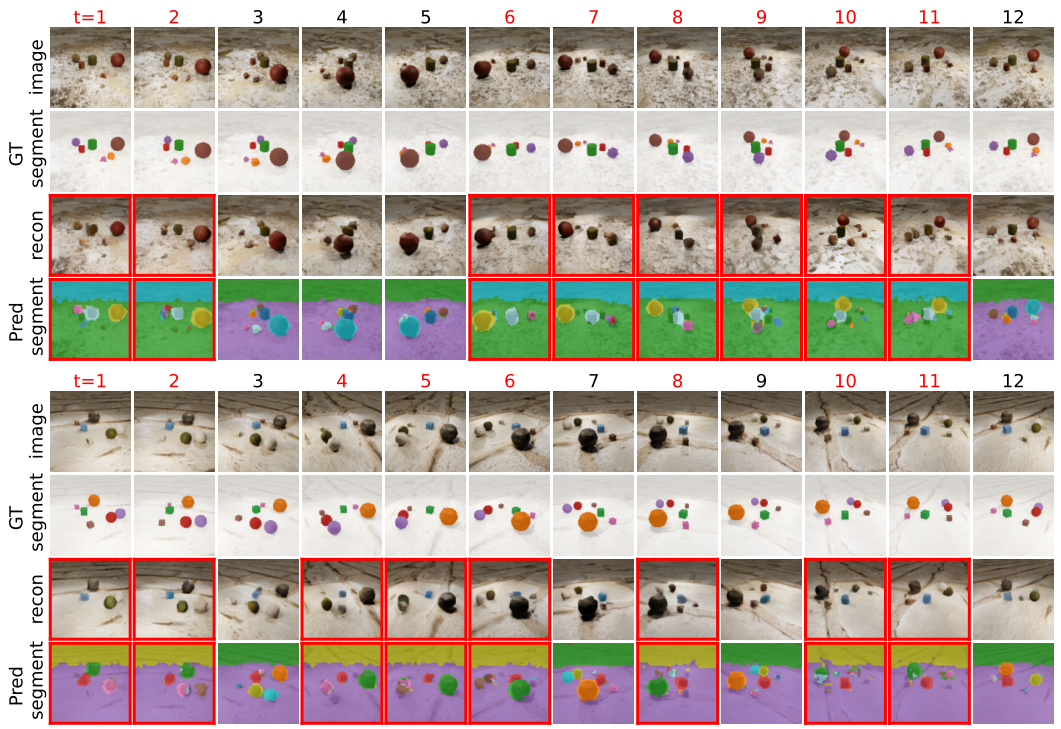 t=1 2 3 4 5 6 7 8 9 10 11 12
image
GT segment
recon
Pred segment
t=1 2 3 4 5 6 7 8 9 10 11 12
image
GT segment
recon
Pred segment